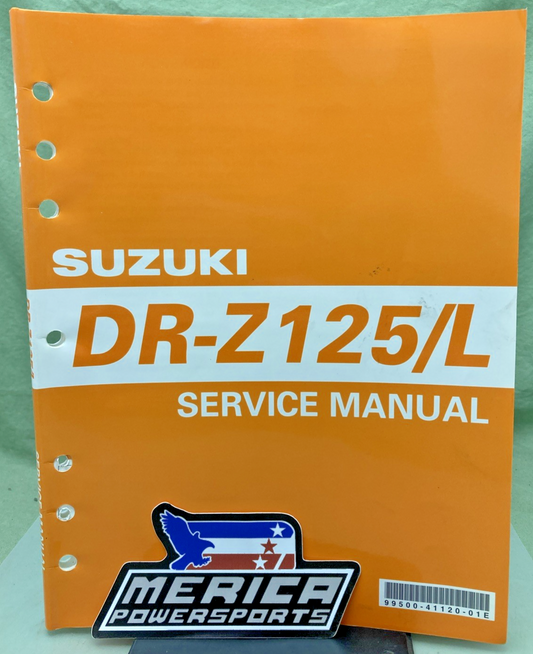 SUZUKI
DR-Z125/L
SERVICE MANUAL
MERICA
POWERSPORTS
99500-41120-01E